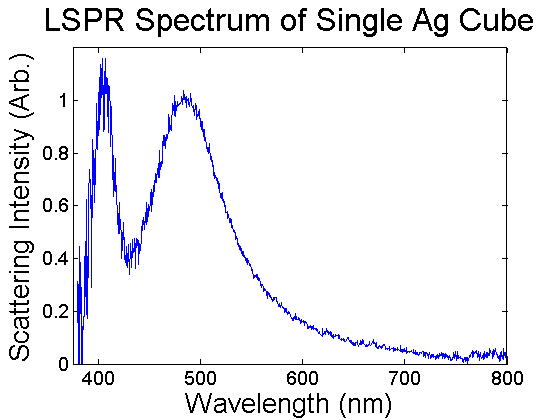 LSPR Spectrum of Single Ag Cube
Scattering Intensity (Arb.)
1
0.8
0.6
0.4
0.2
0
400 500 600 700 800
Wavelength (nm)